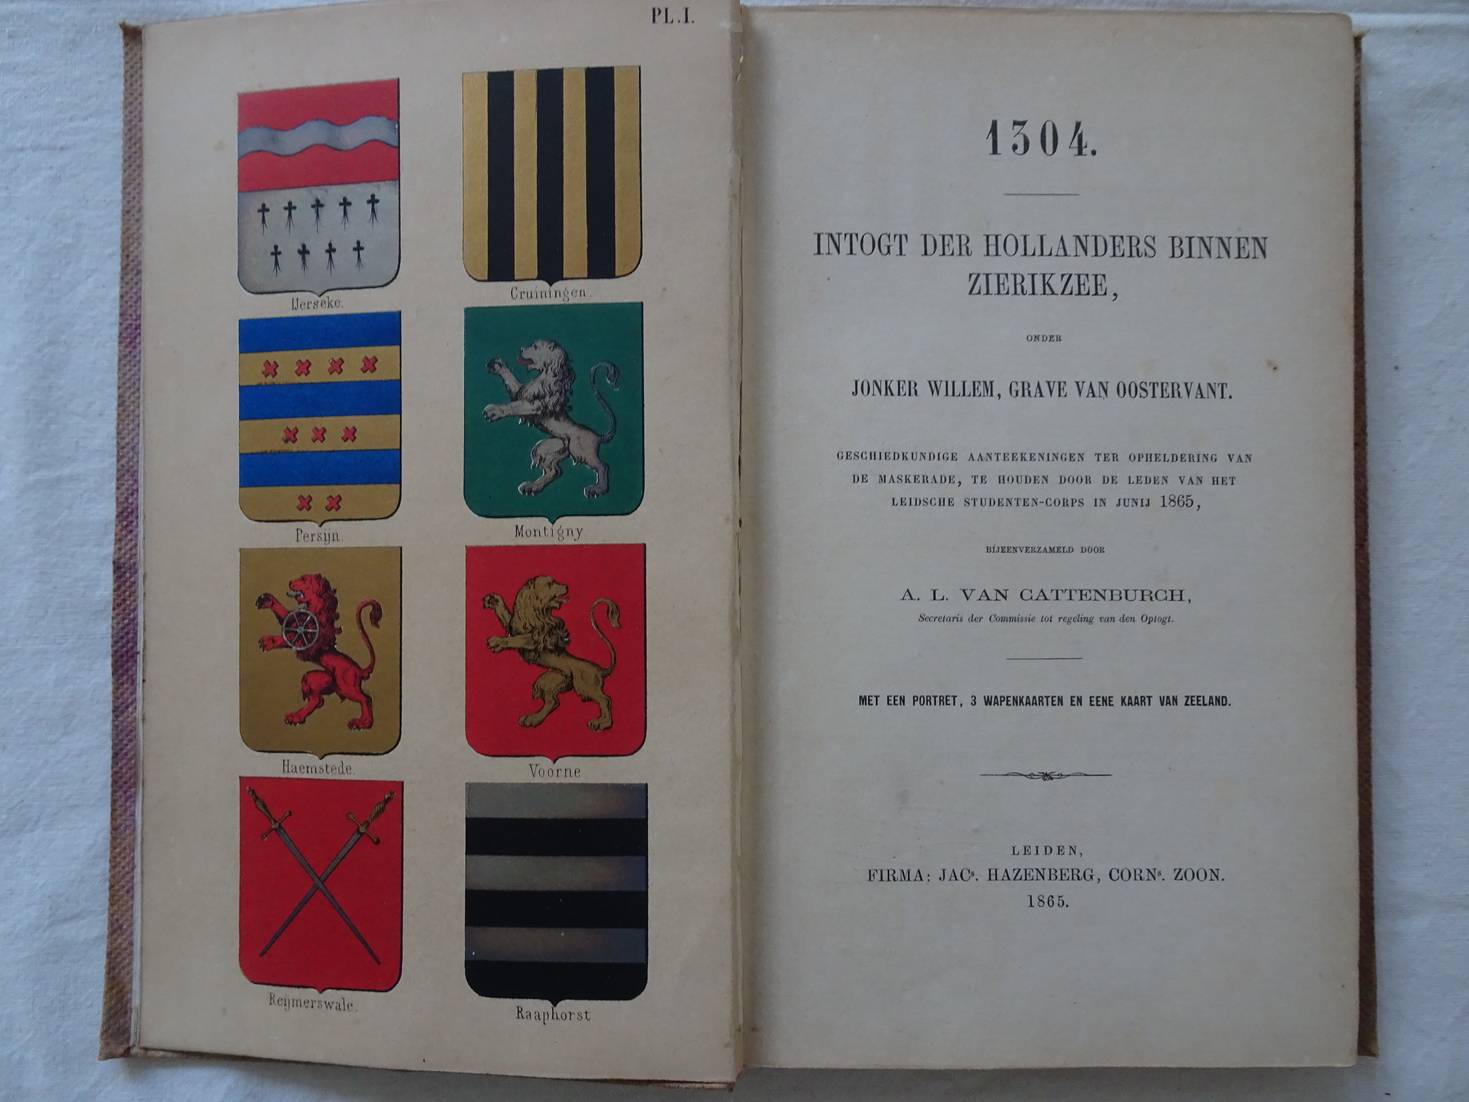 PL.I.
IJerseke.
Cruiningen.
Persijn.
Montigny
Haemstede.
Voorne
Reijmerswale.
Raaphorst
1304.
INTOGT DER HOLLANDERS BINNEN
ZIERIKZEE,
ONDER
JONKER WILLEM, GRAVE VAN OOSTERVANT.
GESCHIEDKUNDIGE AANTEEKENINGEN TER OPHELDERING VAN
DE MASKERADE, TE HOUDEN DOOR DE LEDEN VAN HET
LEIDSCHE STUDENTEN-CORPS IN JUNIJ 1865,
BIJEENVERZAMELD DOOR
A. L. VAN CATTENBURCH,
Secretaris der Commissie tot regeling van den Optogt.
MET EEN PORTRET, 3 WAPENKAARTEN EN EENE KAART VAN ZEELAND.
LEIDEN,
FIRMA: JACs. HAZENBERG, CORNs. ZOON.
1865.